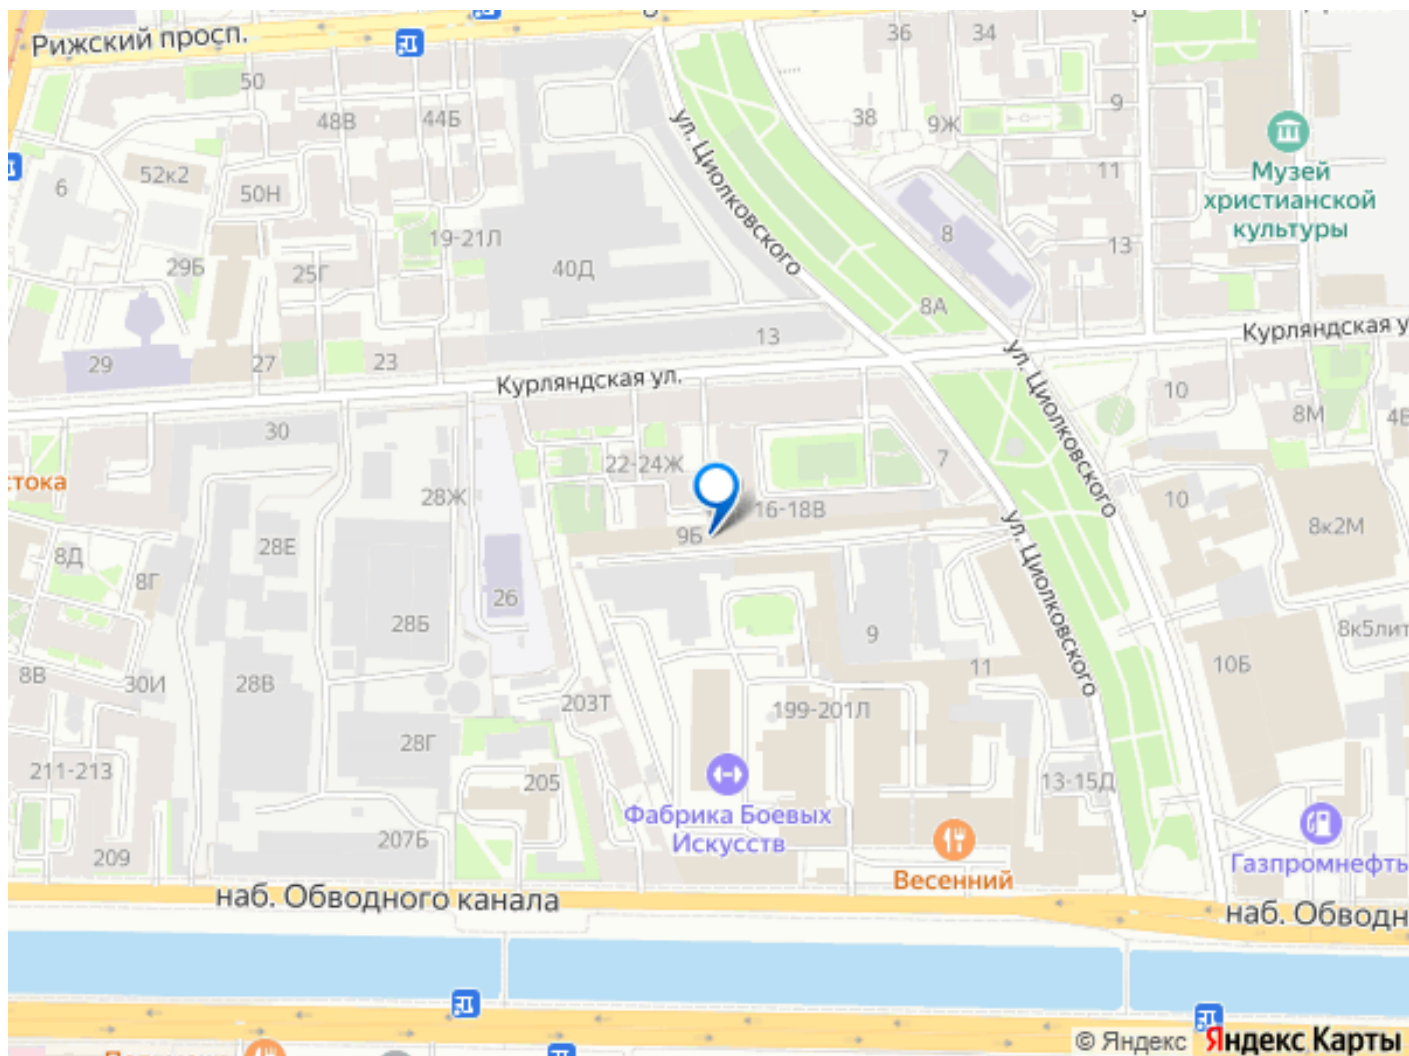 Рижский просп.
36
34
50
48В
44Б
38
9Ж
9
ул. Циолковского
Музей
христианской
культуры
52к2
50Н
6
11
19-21Л
8
13
29Б
25Г
40Д
8А
13
Курляндская у
29
27
23
Курляндская ул.
ул. Циолковского
10
8М
4В
30
22-24Ж
7
стока
28Ж
16-18В
10
8к2М
28Е
9Б
ул. Циолковского
8Д
8Г
26
28Б
9
8к5лит
8В
30И
28В
203Т
11
10Б
199-201Л
28Г
211-213
205
13-15Д
Фабрика Боевых
Искусств
207Б
209
Весенний
Газпромнефть
наб. Обводного канала
наб. Обводн
© Яндекс
Яндекс Карты